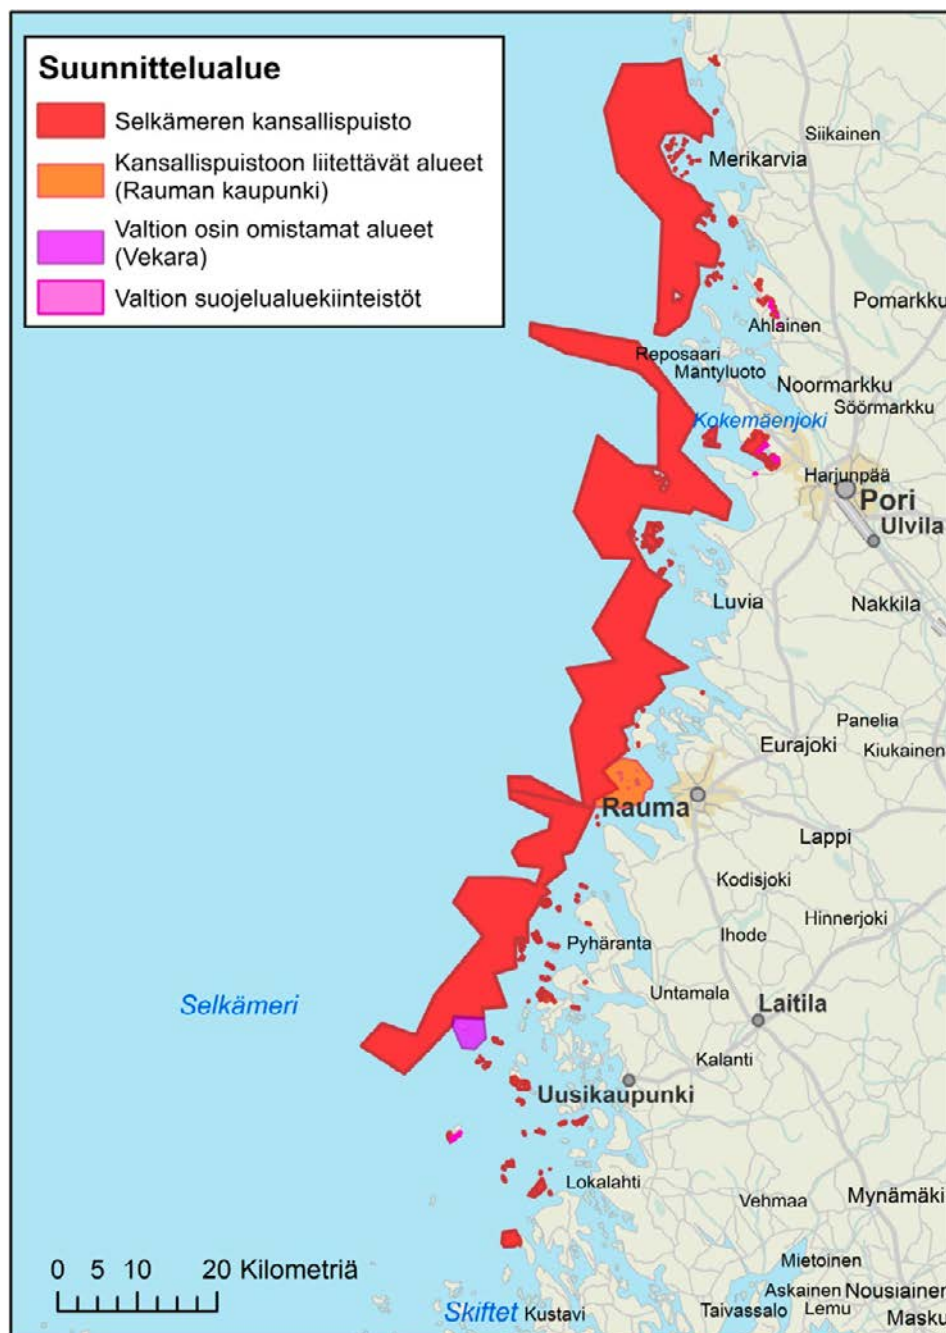 Suunnittelualue
Selkämeren kansallispuisto
Kansallispuistoon liitettävät alueet
(Rauman kaupunki)
Valtion osin omistamat alueet
(Vekara)
Valtion suojelualuekiinteistöt
Siikainen
Merikarvia
Pomarkku
Ahlainen
Reposaari
Mäntyluoto
Noormarkku
Söörmarkku
Kokemäenjoki
Harjunpää
Pori
Ulvila
Luvia
Nakkila
Panelia
Eurajoki
Kiukainen
Rauma
Lappi
Kodisjoki
Hinnerjoki
Ihode
Pyhäranta
Untamala
Laitila
Selkämeri
Kalanti
Uusikaupunki
Lokalahti
Vehmaa
Mynämäki
Mietoinen
0 5 10 20 Kilometriä
Askainen
Nousiainen
Skiftet
Kustavi
Taivassalo
Lemu
Masku